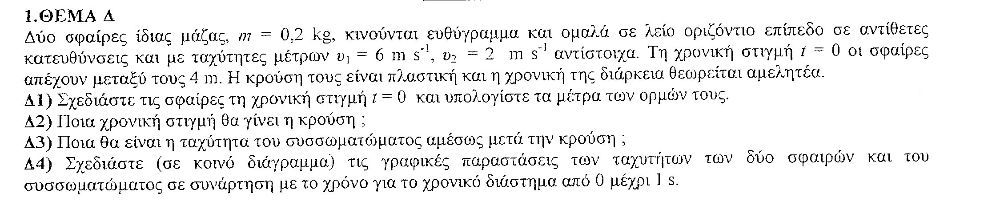 1.ΘΕΜΑ Δ
Δύο σφαίρες ίδιας μάζας, m = 0,2 kg, κινούνται ευθύγραμμα και ομαλά σε λείο οριζόντιο επίπεδο σε αντίθετες
κατευθύνσεις και με ταχύτητες μέτρων υ₁ = 6 m s⁻¹, υ₂ = 2 m s⁻¹ αντίστοιχα. Τη χρονική στιγμή t = 0 οι σφαίρες
απέχουν μεταξύ τους 4 m. Η κρούση τους είναι πλαστική και η χρονική της διάρκεια θεωρείται αμελητέα.
Δ1) Σχεδιάστε τις σφαίρες τη χρονική στιγμή t = 0 και υπολογίστε τα μέτρα των ορμών τους.
Δ2) Ποια χρονική στιγμή θα γίνει η κρούση ;
Δ3) Ποια θα είναι η ταχύτητα του συσσωματώματος αμέσως μετά την κρούση ;
Δ4) Σχεδιάστε (σε κοινό διάγραμμα) τις γραφικές παραστάσεις των ταχυτήτων των δύο σφαιρών και του
συσσωματώματος σε συνάρτηση με το χρόνο για το χρονικό διάστημα από 0 μέχρι 1 s.